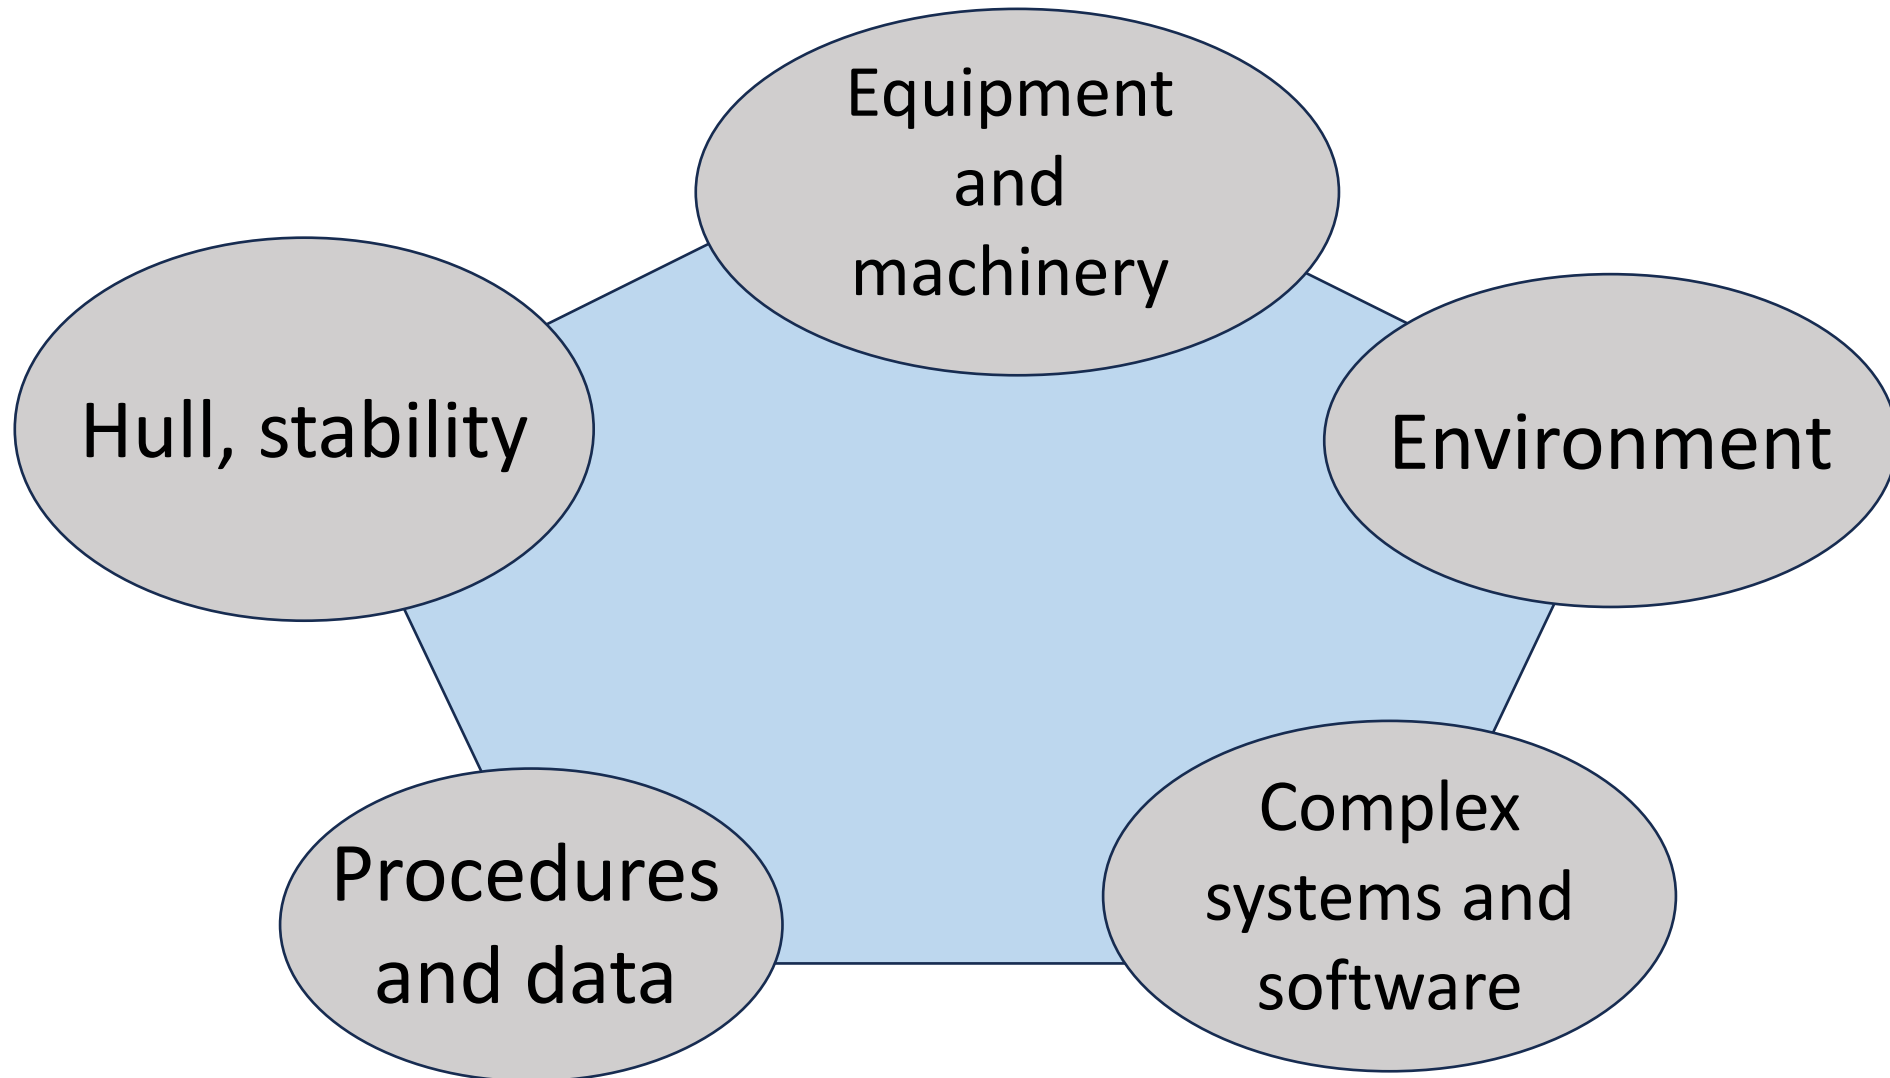 Equipment
and
machinery
Hull, stability
Environment
Complex
systems and
software
Procedures
and data